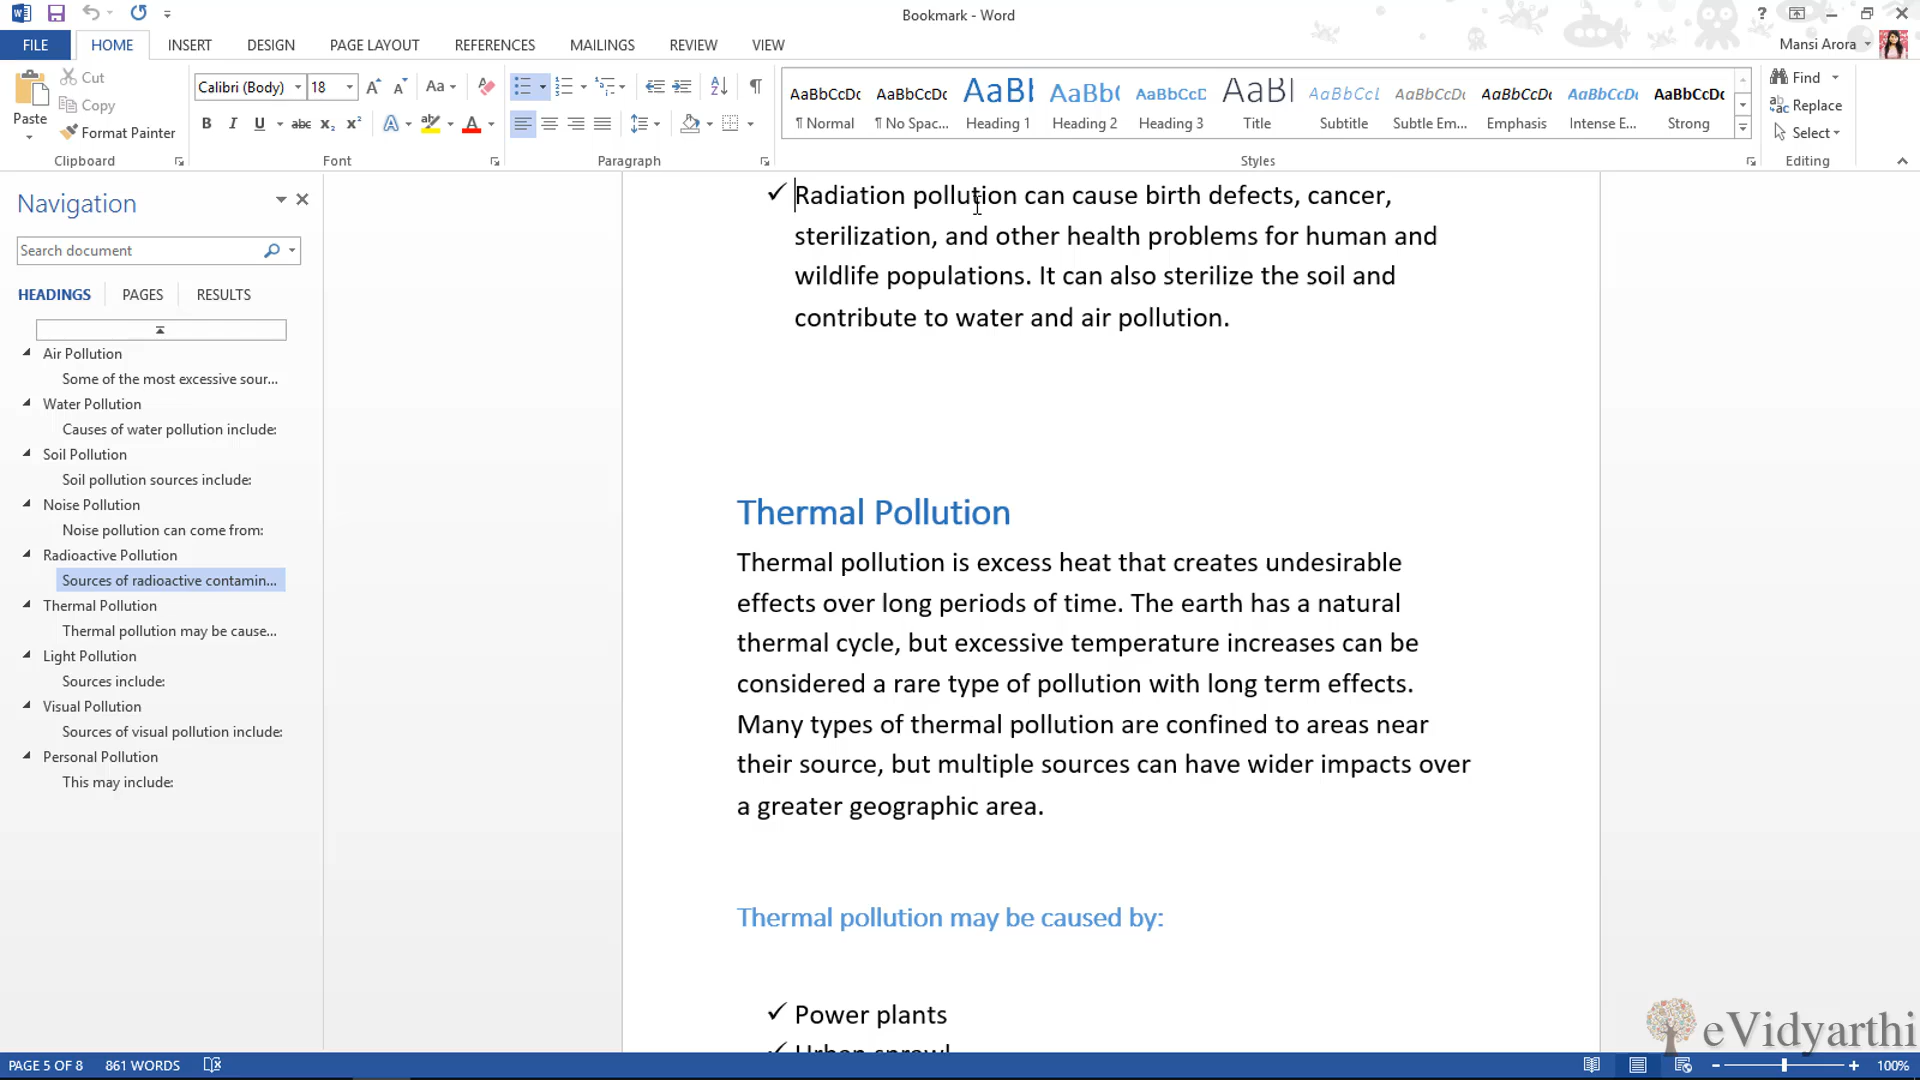 Bookmark - Word
?
FILE HOME INSERT DESIGN PAGE LAYOUT REFERENCES MAILINGS REVIEW VIEW
Mansi Arora
Paste
Cut
Copy
Format Painter
Clipboard
Calibri (Body) 18
Aa
B I U abc x₂ x² A A
Font
Paragraph
AaBbCcDc AaBbCcDc AaBb AaBb( AaBbCcD AaBb AaBbCcD AaBbCcDc AaBbCcDc AaBbCcDc AaBbCcDc
¶ Normal ¶ No Spac... Heading 1 Heading 2 Heading 3 Title Subtitle Subtle Em... Emphasis Intense E... Strong
Styles
Find
Replace
Select
Editing
Navigation
Search document
HEADINGS PAGES RESULTS
Air Pollution
Some of the most excessive sour...
Water Pollution
Causes of water pollution include:
Soil Pollution
Soil pollution sources include:
Noise Pollution
Noise pollution can come from:
Radioactive Pollution
Sources of radioactive contamin...
Thermal Pollution
Thermal pollution may be cause...
Light Pollution
Sources include:
Visual Pollution
Sources of visual pollution include:
Personal Pollution
This may include:
✓ Radiation pollution can cause birth defects, cancer,
sterilization, and other health problems for human and
wildlife populations. It can also sterilize the soil and
contribute to water and air pollution.
Thermal Pollution
Thermal pollution is excess heat that creates undesirable
effects over long periods of time. The earth has a natural
thermal cycle, but excessive temperature increases can be
considered a rare type of pollution with long term effects.
Many types of thermal pollution are confined to areas near
their source, but multiple sources can have wider impacts over
a greater geographic area.
Thermal pollution may be caused by:
✓ Power plants
✓ Urban sprawl
eVidyarthi
PAGE 5 OF 8 861 WORDS
100%